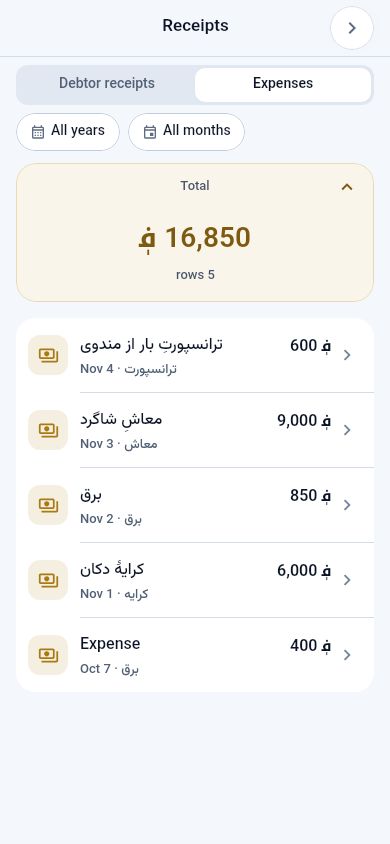 Receipts
Debtor receipts
Expenses
All years
All months
Total
؋ 16,850
rows 5
ترانسپورتِ بار از مندوی
؋ 600
Nov 4 · ترانسپورت
معاشِ شاگرد
؋ 9,000
Nov 3 · معاش
برق
؋ 850
Nov 2 · برق
کرایهٔ دکان
؋ 6,000
Nov 1 · کرایه
Expense
؋ 400
Oct 7 · برق